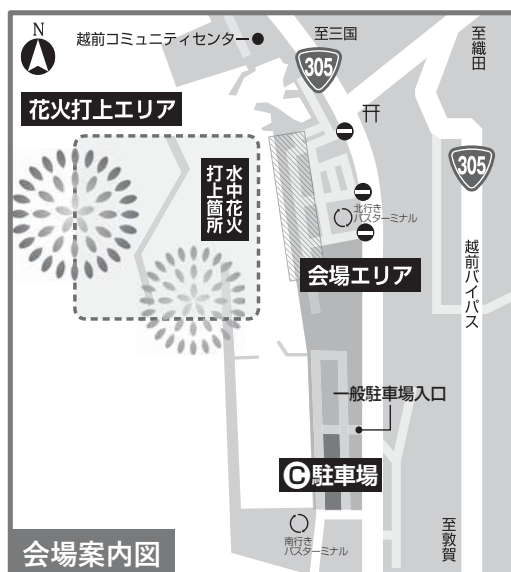 N
越前コミュニティセンター●
至三国
305
至織田
花火打上エリア
水中花火
打上箇所
305
北行き
バスターミナル
会場エリア
越前バイパス
一般駐車場入口
C駐車場
南行き
バスターミナル
至敦賀
会場案内図